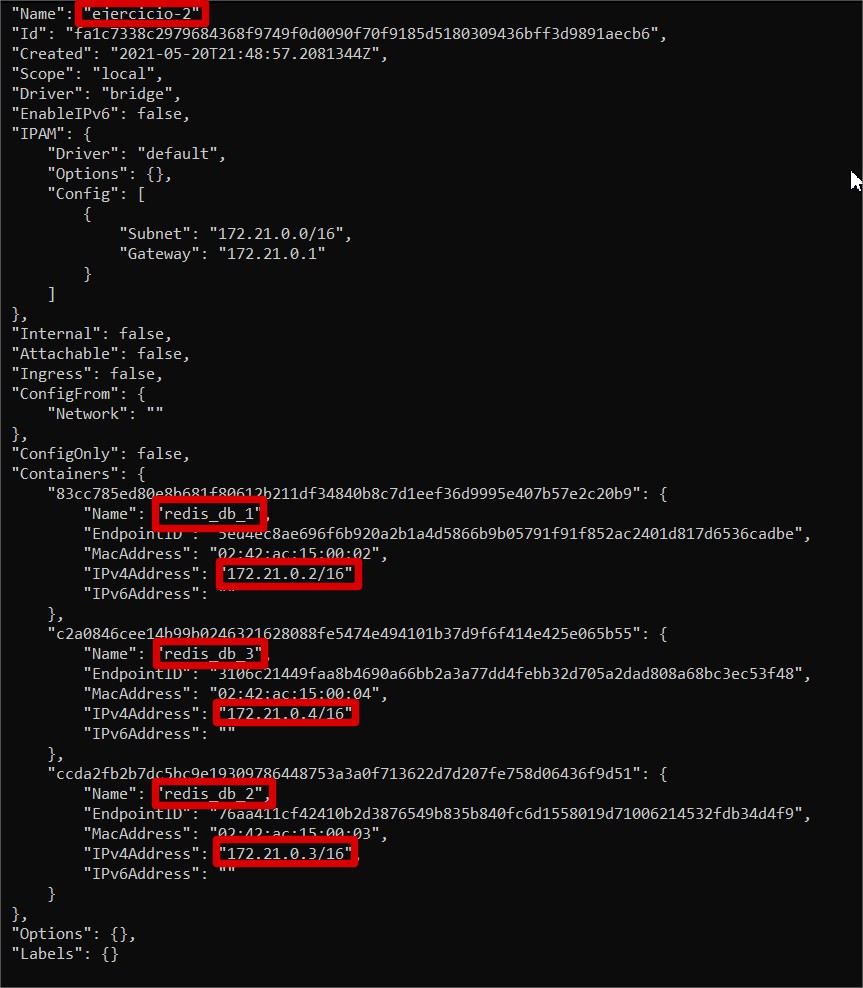 "Name": "ejercicio-2"
"Id": "fa1c7338c2979684368f9749f0d0090f70f9185d5180309436bff3d9891aecb6",
"Created": "2021-05-20T21:48:57.2081344Z",
"Scope": "local",
"Driver": "bridge",
"EnableIPv6": false,
"IPAM": {
    "Driver": "default",
    "Options": {},
    "Config": [
        {
            "Subnet": "172.21.0.0/16",
            "Gateway": "172.21.0.1"
        }
    ]
},
"Internal": false,
"Attachable": false,
"Ingress": false,
"ConfigFrom": {
    "Network": ""
},
"ConfigOnly": false,
"Containers": {
    "83cc785ed80e8b681f80612b211df34840b8c7d1eef36d9995e407b57e2c20b9": {
        "Name": "redis_db_1",
        "EndpointID": "5ed4ec8ae696f6b920a2b1a4d5866b9b05791f91f852ac2401d817d6536cadbe",
        "MacAddress": "02:42:ac:15:00:02",
        "IPv4Address": "172.21.0.2/16"
        "IPv6Address": ""
    },
    "c2a0846cee14b99b0246321628088fe5474e494101b37d9f6f414e425e065b55": {
        "Name": "redis_db_3",
        "EndpointID": "3106c21449faa8b4690a66bb2a3a77dd4febb32d705a2dad808a68bc3ec53f48",
        "MacAddress": "02:42:ac:15:00:04",
        "IPv4Address": "172.21.0.4/16"
        "IPv6Address": ""
    },
    "ccda2fb2b7dc5bc9e19309786448753a3a0f713622d7d207fe758d06436f9d51": {
        "Name": "redis_db_2",
        "EndpointID": "76aa411cf42410b2d3876549b835b840fc6d1558019d71006214532fdb34d4f9",
        "MacAddress": "02:42:ac:15:00:03",
        "IPv4Address": "172.21.0.3/16",
        "IPv6Address": ""
    }
},
"Options": {},
"Labels": {}